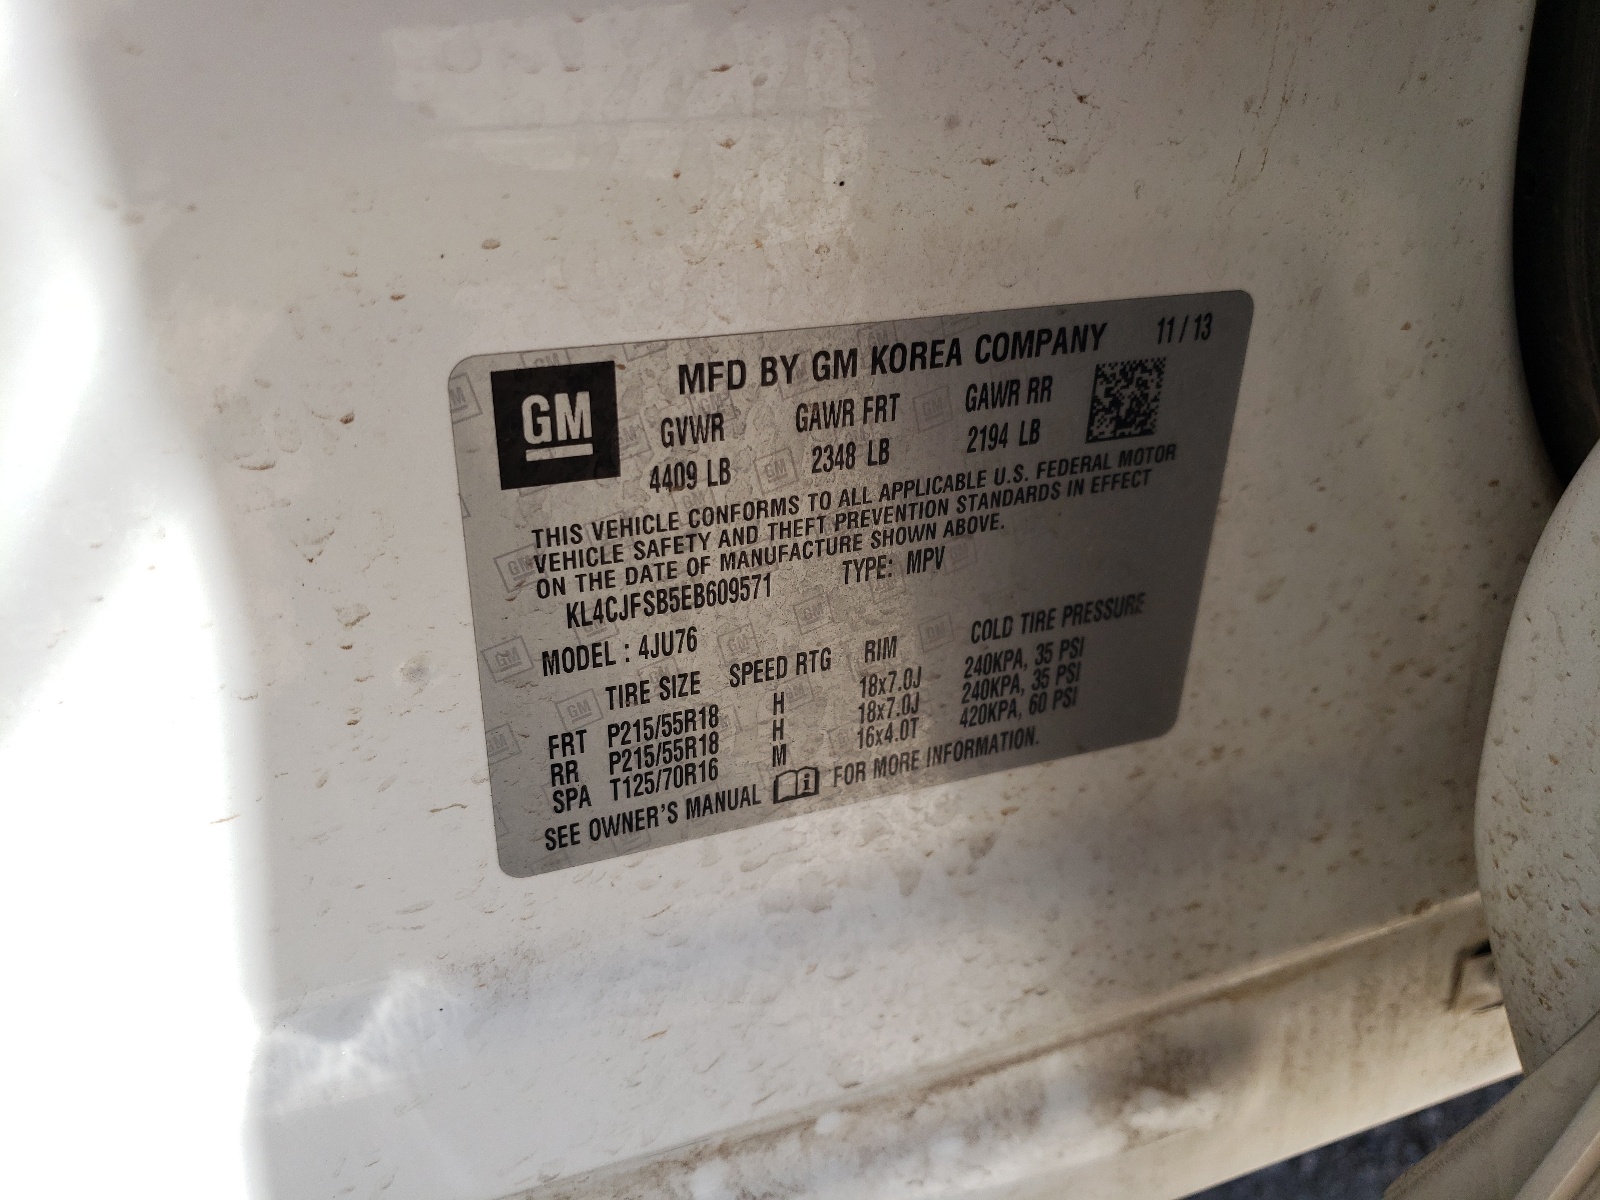 MFD BY GM KOREA COMPANY 11/13
GM
GVWR GAWR FRT GAWR RR
4409 LB 2348 LB 2194 LB
THIS VEHICLE CONFORMS TO ALL APPLICABLE U.S. FEDERAL MOTOR
VEHICLE SAFETY AND THEFT PREVENTION STANDARDS IN EFFECT
ON THE DATE OF MANUFACTURE SHOWN ABOVE.
KL4CJFSB5EB609571 TYPE: MPV
MODEL : 4JU76
TIRE SIZE SPEED RTG RIM COLD TIRE PRESSURE
FRT P215/55R18 H 18x7.0J 240KPA, 35 PSI
RR P215/55R18 H 18x7.0J 240KPA, 35 PSI
SPA T125/70R16 M 16x4.0T 420KPA, 60 PSI
SEE OWNER'S MANUAL FOR MORE INFORMATION.